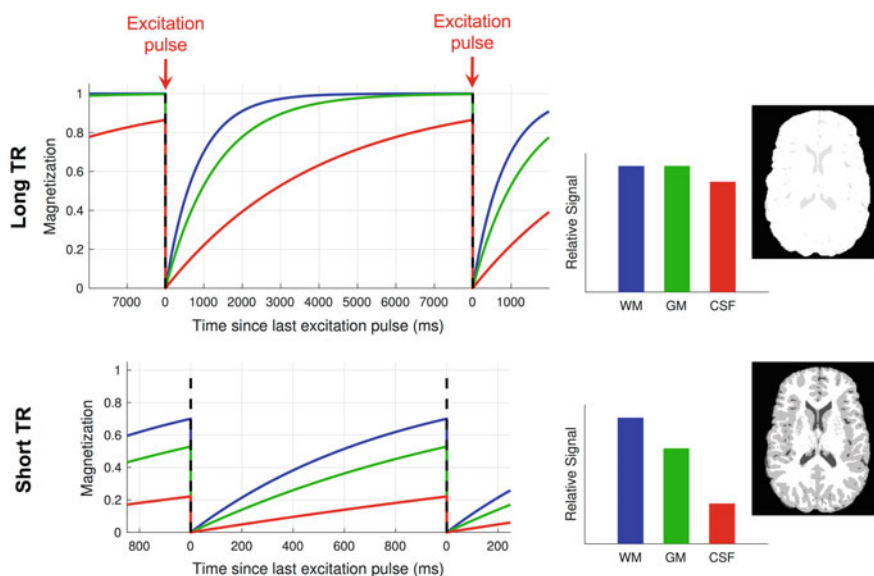 Excitation
pulse
Excitation
pulse
Long TR
Magnetization
1
0.8
0.6
0.4
0.2
0
7000 0 1000 2000 3000 4000 5000 6000 7000 0 1000
Time since last excitation pulse (ms)
Relative Signal
WM GM CSF
Short TR
Magnetization
1
0.8
0.6
0.4
0.2
0
800 0 200 400 600 800 0 200
Time since last excitation pulse (ms)
Relative Signal
WM GM CSF